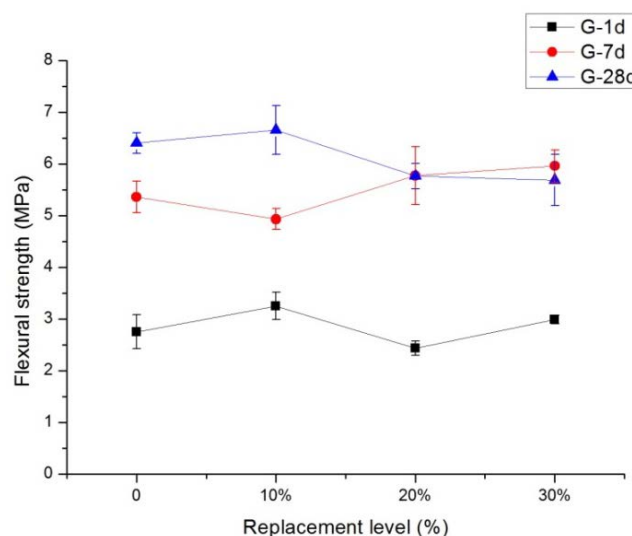 G-1d
G-7d
G-28d
8
7
6
5
4
3
2
1
0
Flexural strength (MPa)
0
10%
20%
30%
Replacement level (%)